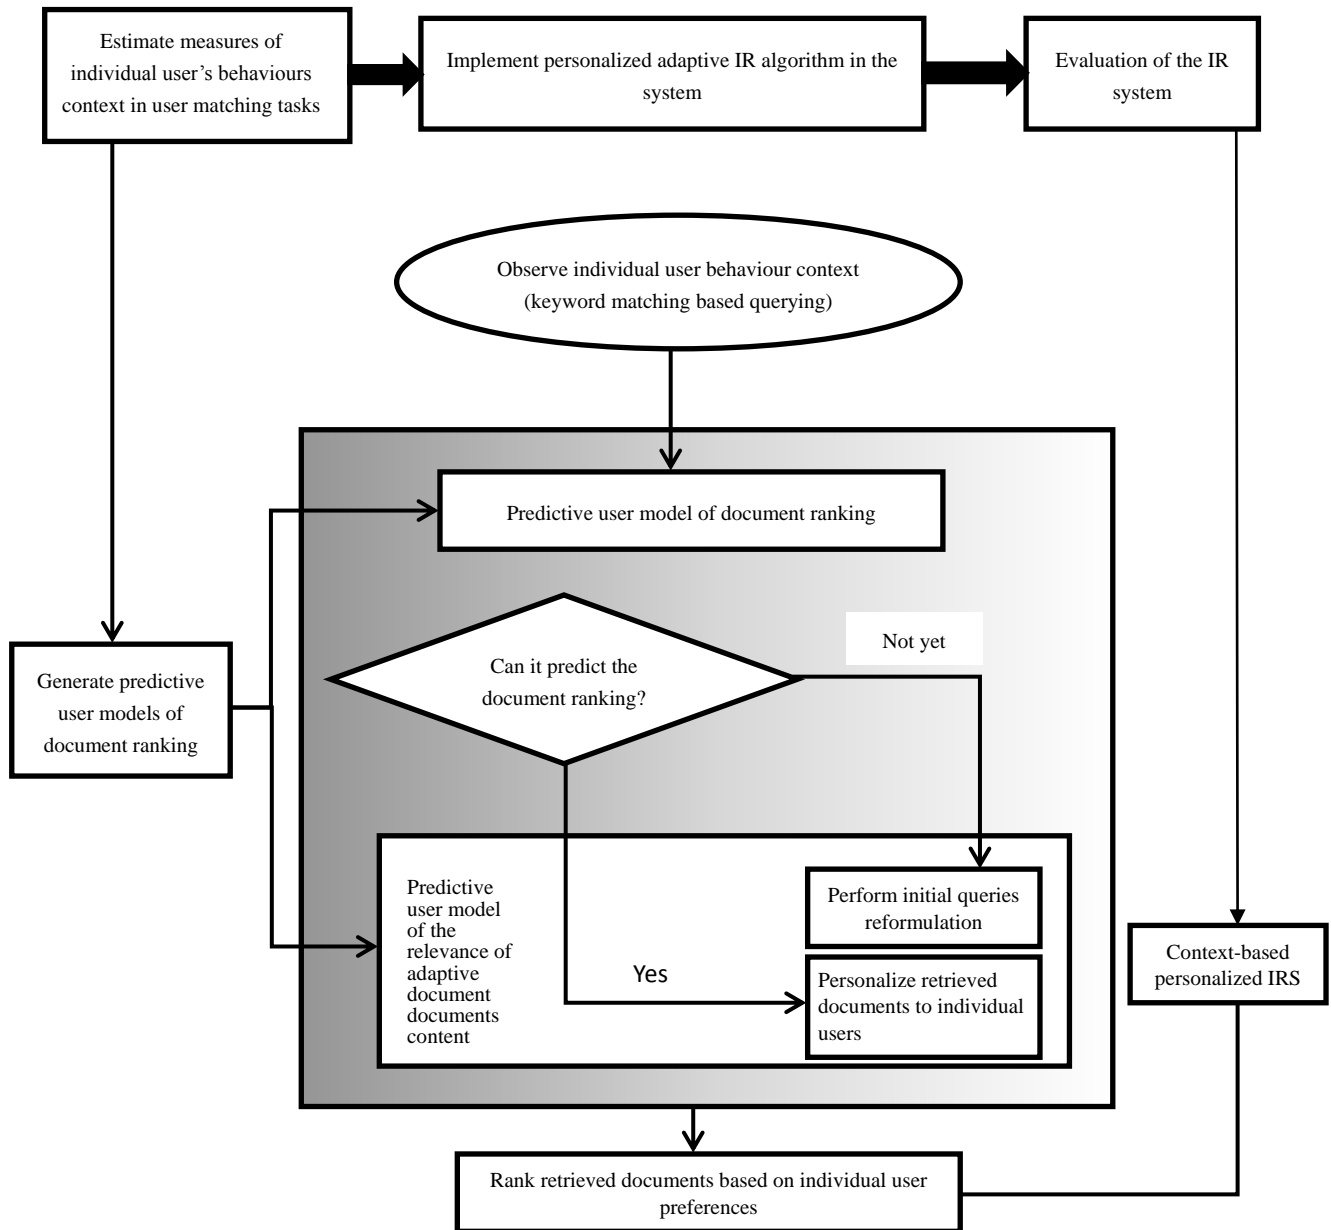 Estimate measures of
individual user’s behaviours
context in user matching tasks
Implement personalized adaptive IR algorithm in the
system
Evaluation of the IR
system
Observe individual user behaviour context
(keyword matching based querying)
Predictive user model of document ranking
Can it predict the
document ranking?
Not yet
Generate predictive
user models of
document ranking
Predictive
user model
of the
relevance of
adaptive
document
documents
content
Perform initial queries
reformulation
Yes
Personalize retrieved
documents to individual
users
Context-based
personalized IRS
Rank retrieved documents based on individual user
preferences